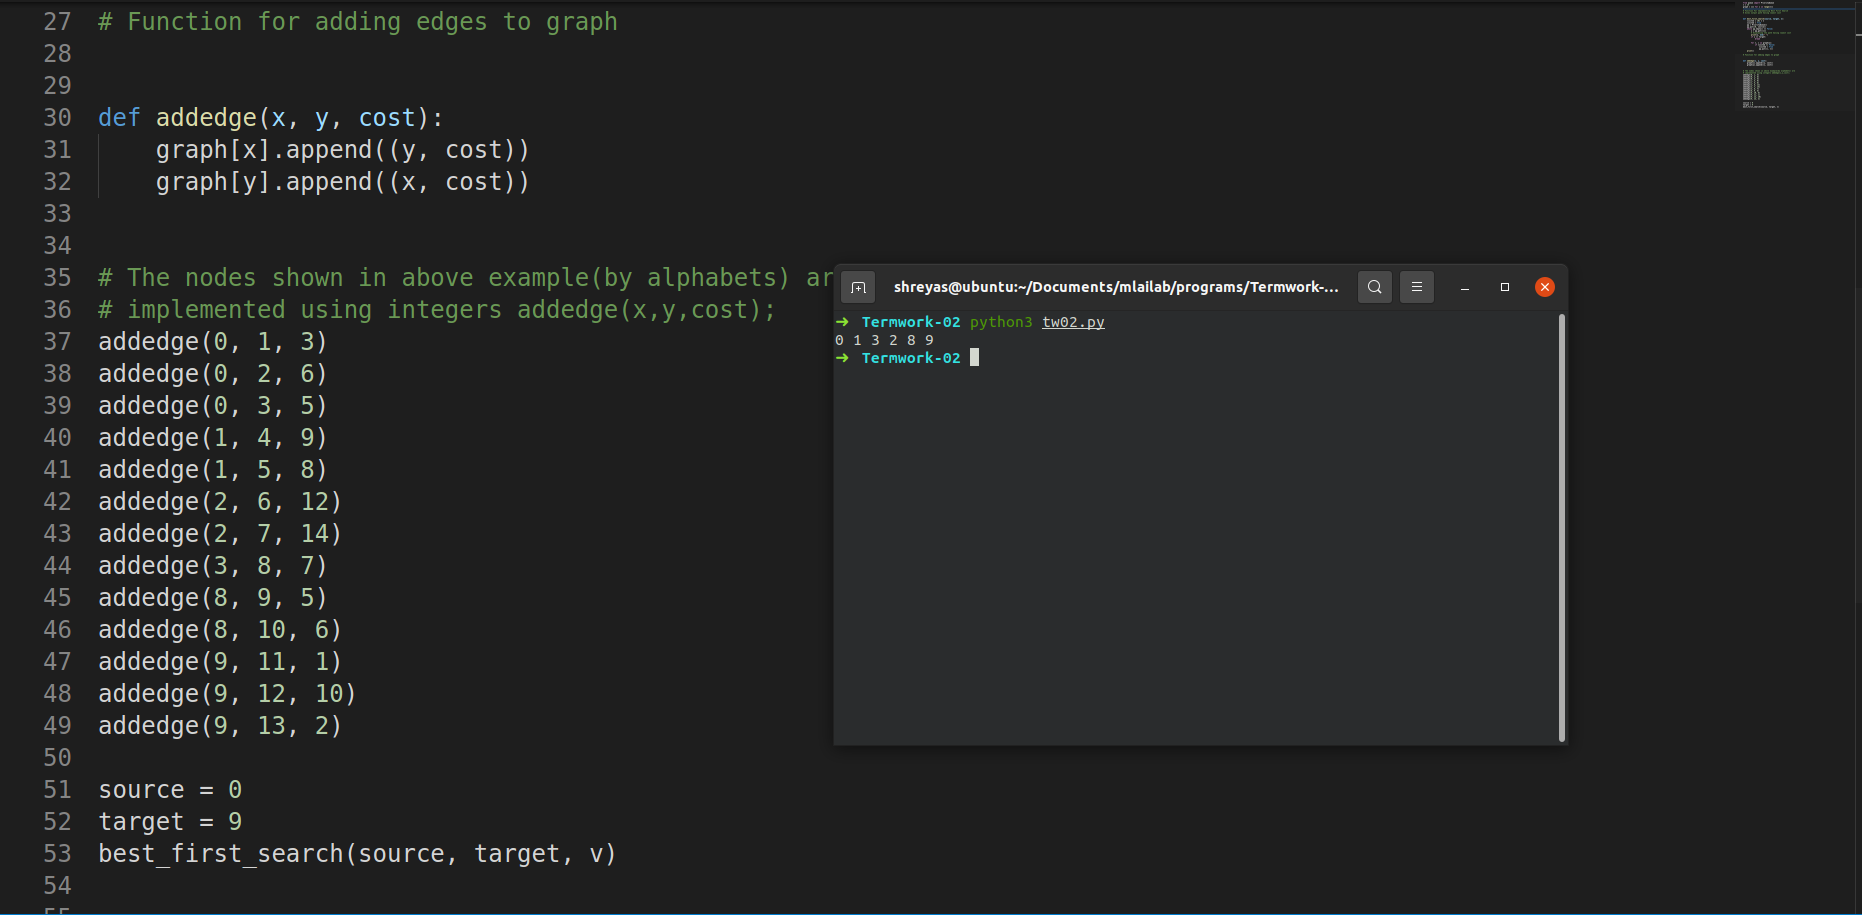 27 # Function for adding edges to graph
28
29
30 def addedge(x, y, cost):
31     graph[x].append((y, cost))
32     graph[y].append((x, cost))
33
34
35 # The nodes shown in above example(by alphabets) ar
36 # implemented using integers addedge(x,y,cost);
37 addedge(0, 1, 3)
38 addedge(0, 2, 6)
39 addedge(0, 3, 5)
40 addedge(1, 4, 9)
41 addedge(1, 5, 8)
42 addedge(2, 6, 12)
43 addedge(2, 7, 14)
44 addedge(3, 8, 7)
45 addedge(8, 9, 5)
46 addedge(8, 10, 6)
47 addedge(9, 11, 1)
48 addedge(9, 12, 10)
49 addedge(9, 13, 2)
50
51 source = 0
52 target = 9
53 best_first_search(source, target, v)
54
shreyas@ubuntu:~/Documents/mlailab/programs/Termwork-...
➜ Termwork-02 python3 tw02.py
0 1 3 2 8 9
➜ Termwork-02